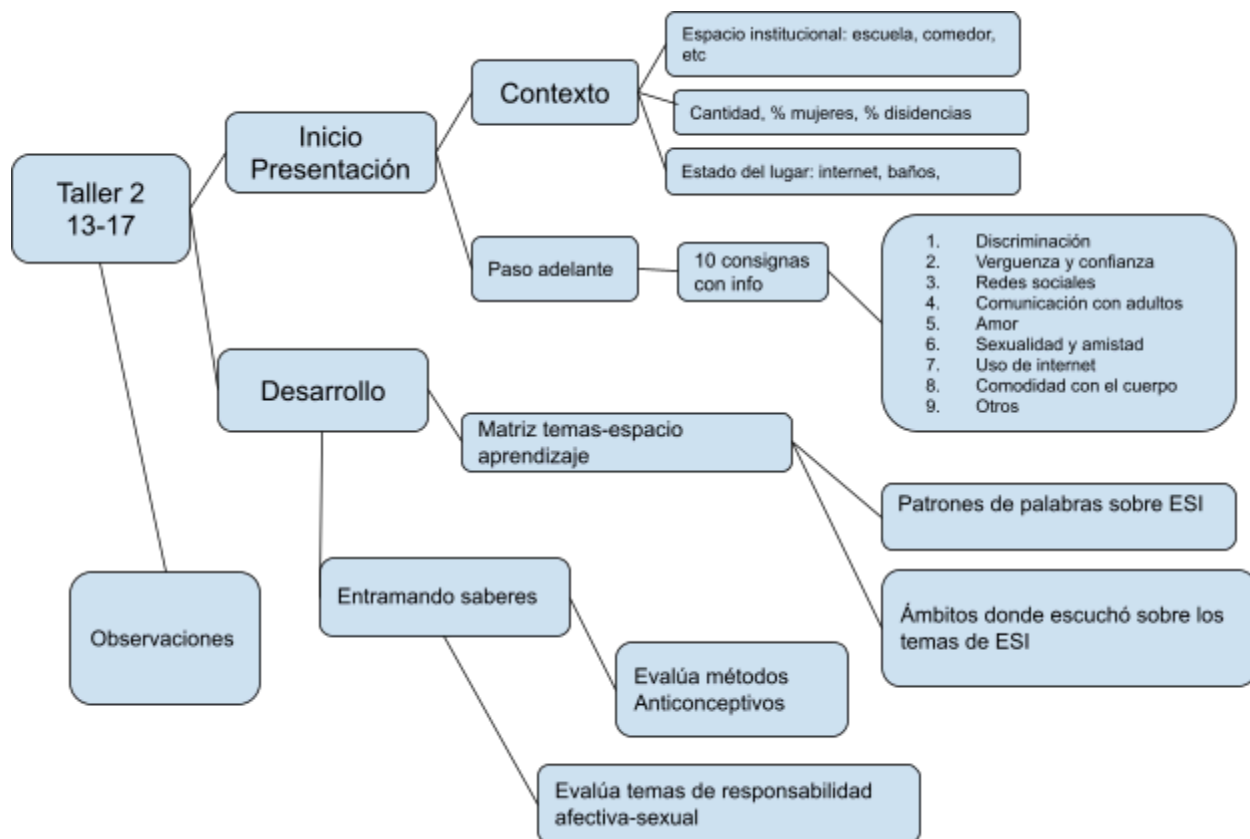 Espacio institucional: escuela, comedor,
etc
Contexto
Cantidad, % mujeres, % disidencias
Inicio
Presentación
Estado del lugar: internet, baños,
Taller 2
13-17
Paso adelante
10 consignas
con info
1. Discriminación
2. Verguenza y confianza
3. Redes sociales
4. Comunicación con adultos
5. Amor
6. Sexualidad y amistad
7. Uso de internet
8. Comodidad con el cuerpo
9. Otros
Desarrollo
Matriz temas-espacio
aprendizaje
Patrones de palabras sobre ESI
Entramando saberes
Ámbitos donde escuchó sobre los
temas de ESI
Observaciones
Evalúa métodos
Anticonceptivos
Evalúa temas de responsabilidad
afectiva-sexual